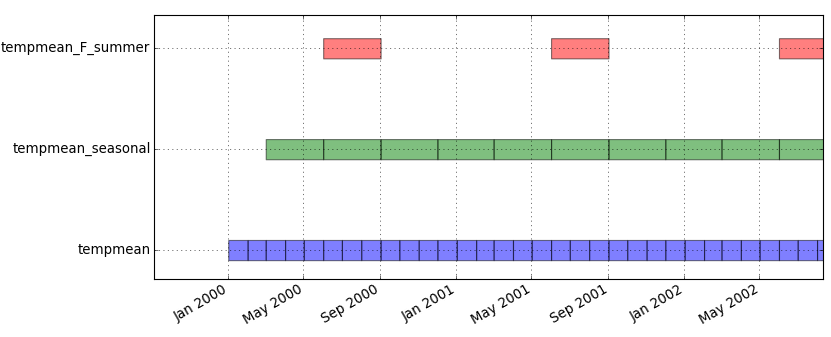 tempmean_F_summer
tempmean_seasonal
tempmean
Jan 2000
May 2000
Sep 2000
Jan 2001
May 2001
Sep 2001
Jan 2002
May 2002